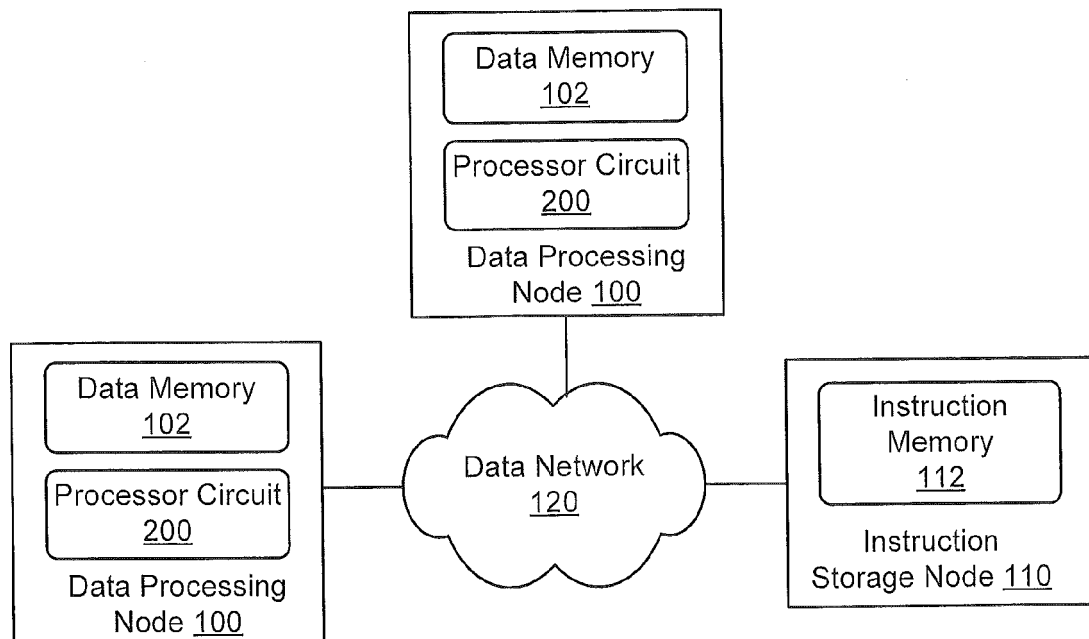 Data Memory
102
Processor Circuit
200
Data Processing
Node 100
Data Memory
102
Processor Circuit
200
Data Processing
Node 100
Data Network
120
Instruction
Memory
112
Instruction
Storage Node 110